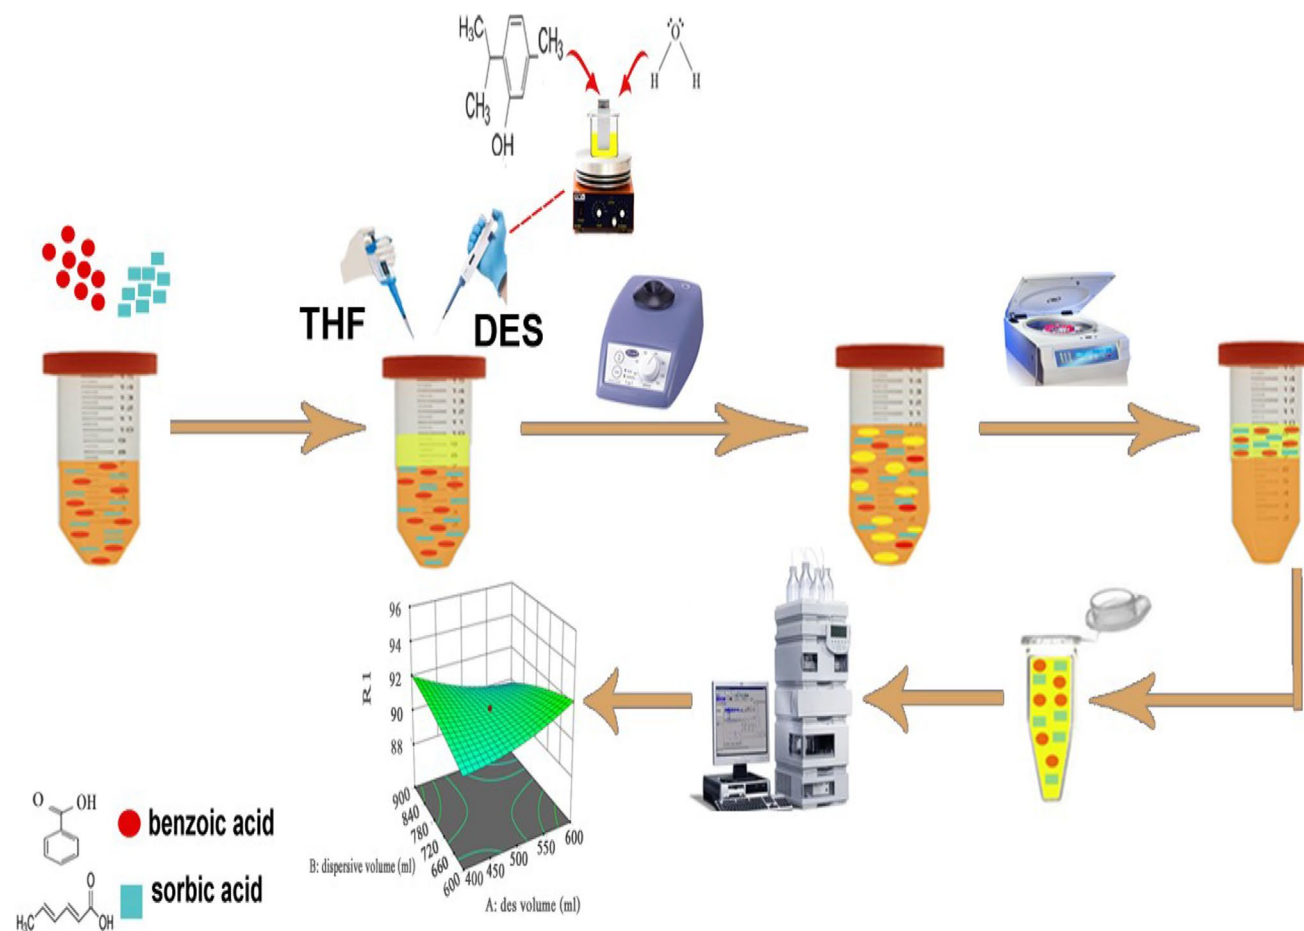 H₃C
CH₃
CH₃
OH
O
H
H
THF
DES
96
94
92
90
88
R 1
900
840
780
720
660
600
400
450
500
550
600
B: dispersive volume (ml)
A: des volume (ml)
O
OH
benzoic acid
H₃C
O
OH
sorbic acid